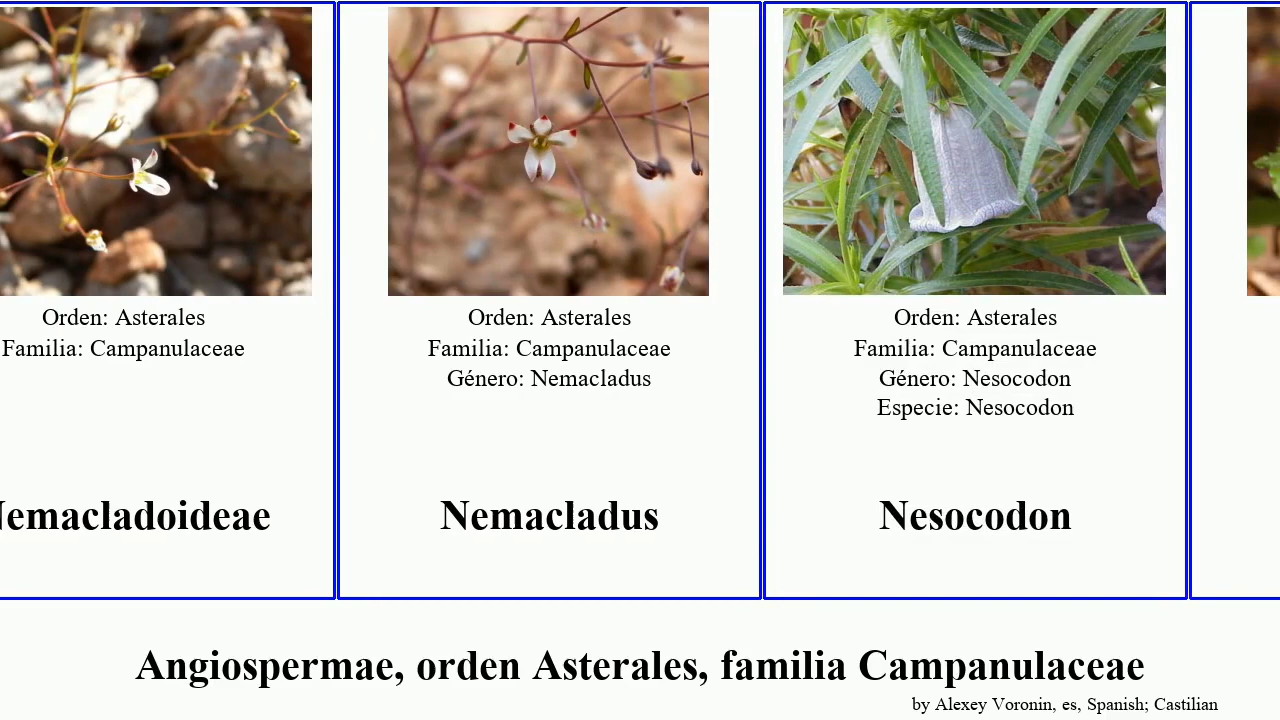 Orden: Asterales
Familia: Campanulaceae
Orden: Asterales
Familia: Campanulaceae
Género: Nemacladus
Nemacladus
Orden: Asterales
Familia: Campanulaceae
Género: Nesocodon
Especie: Nesocodon
Nesocodon
Angiospermae, orden Asterales, familia Campanulaceae
by Alexey Voronin, es, Spanish; Castilian